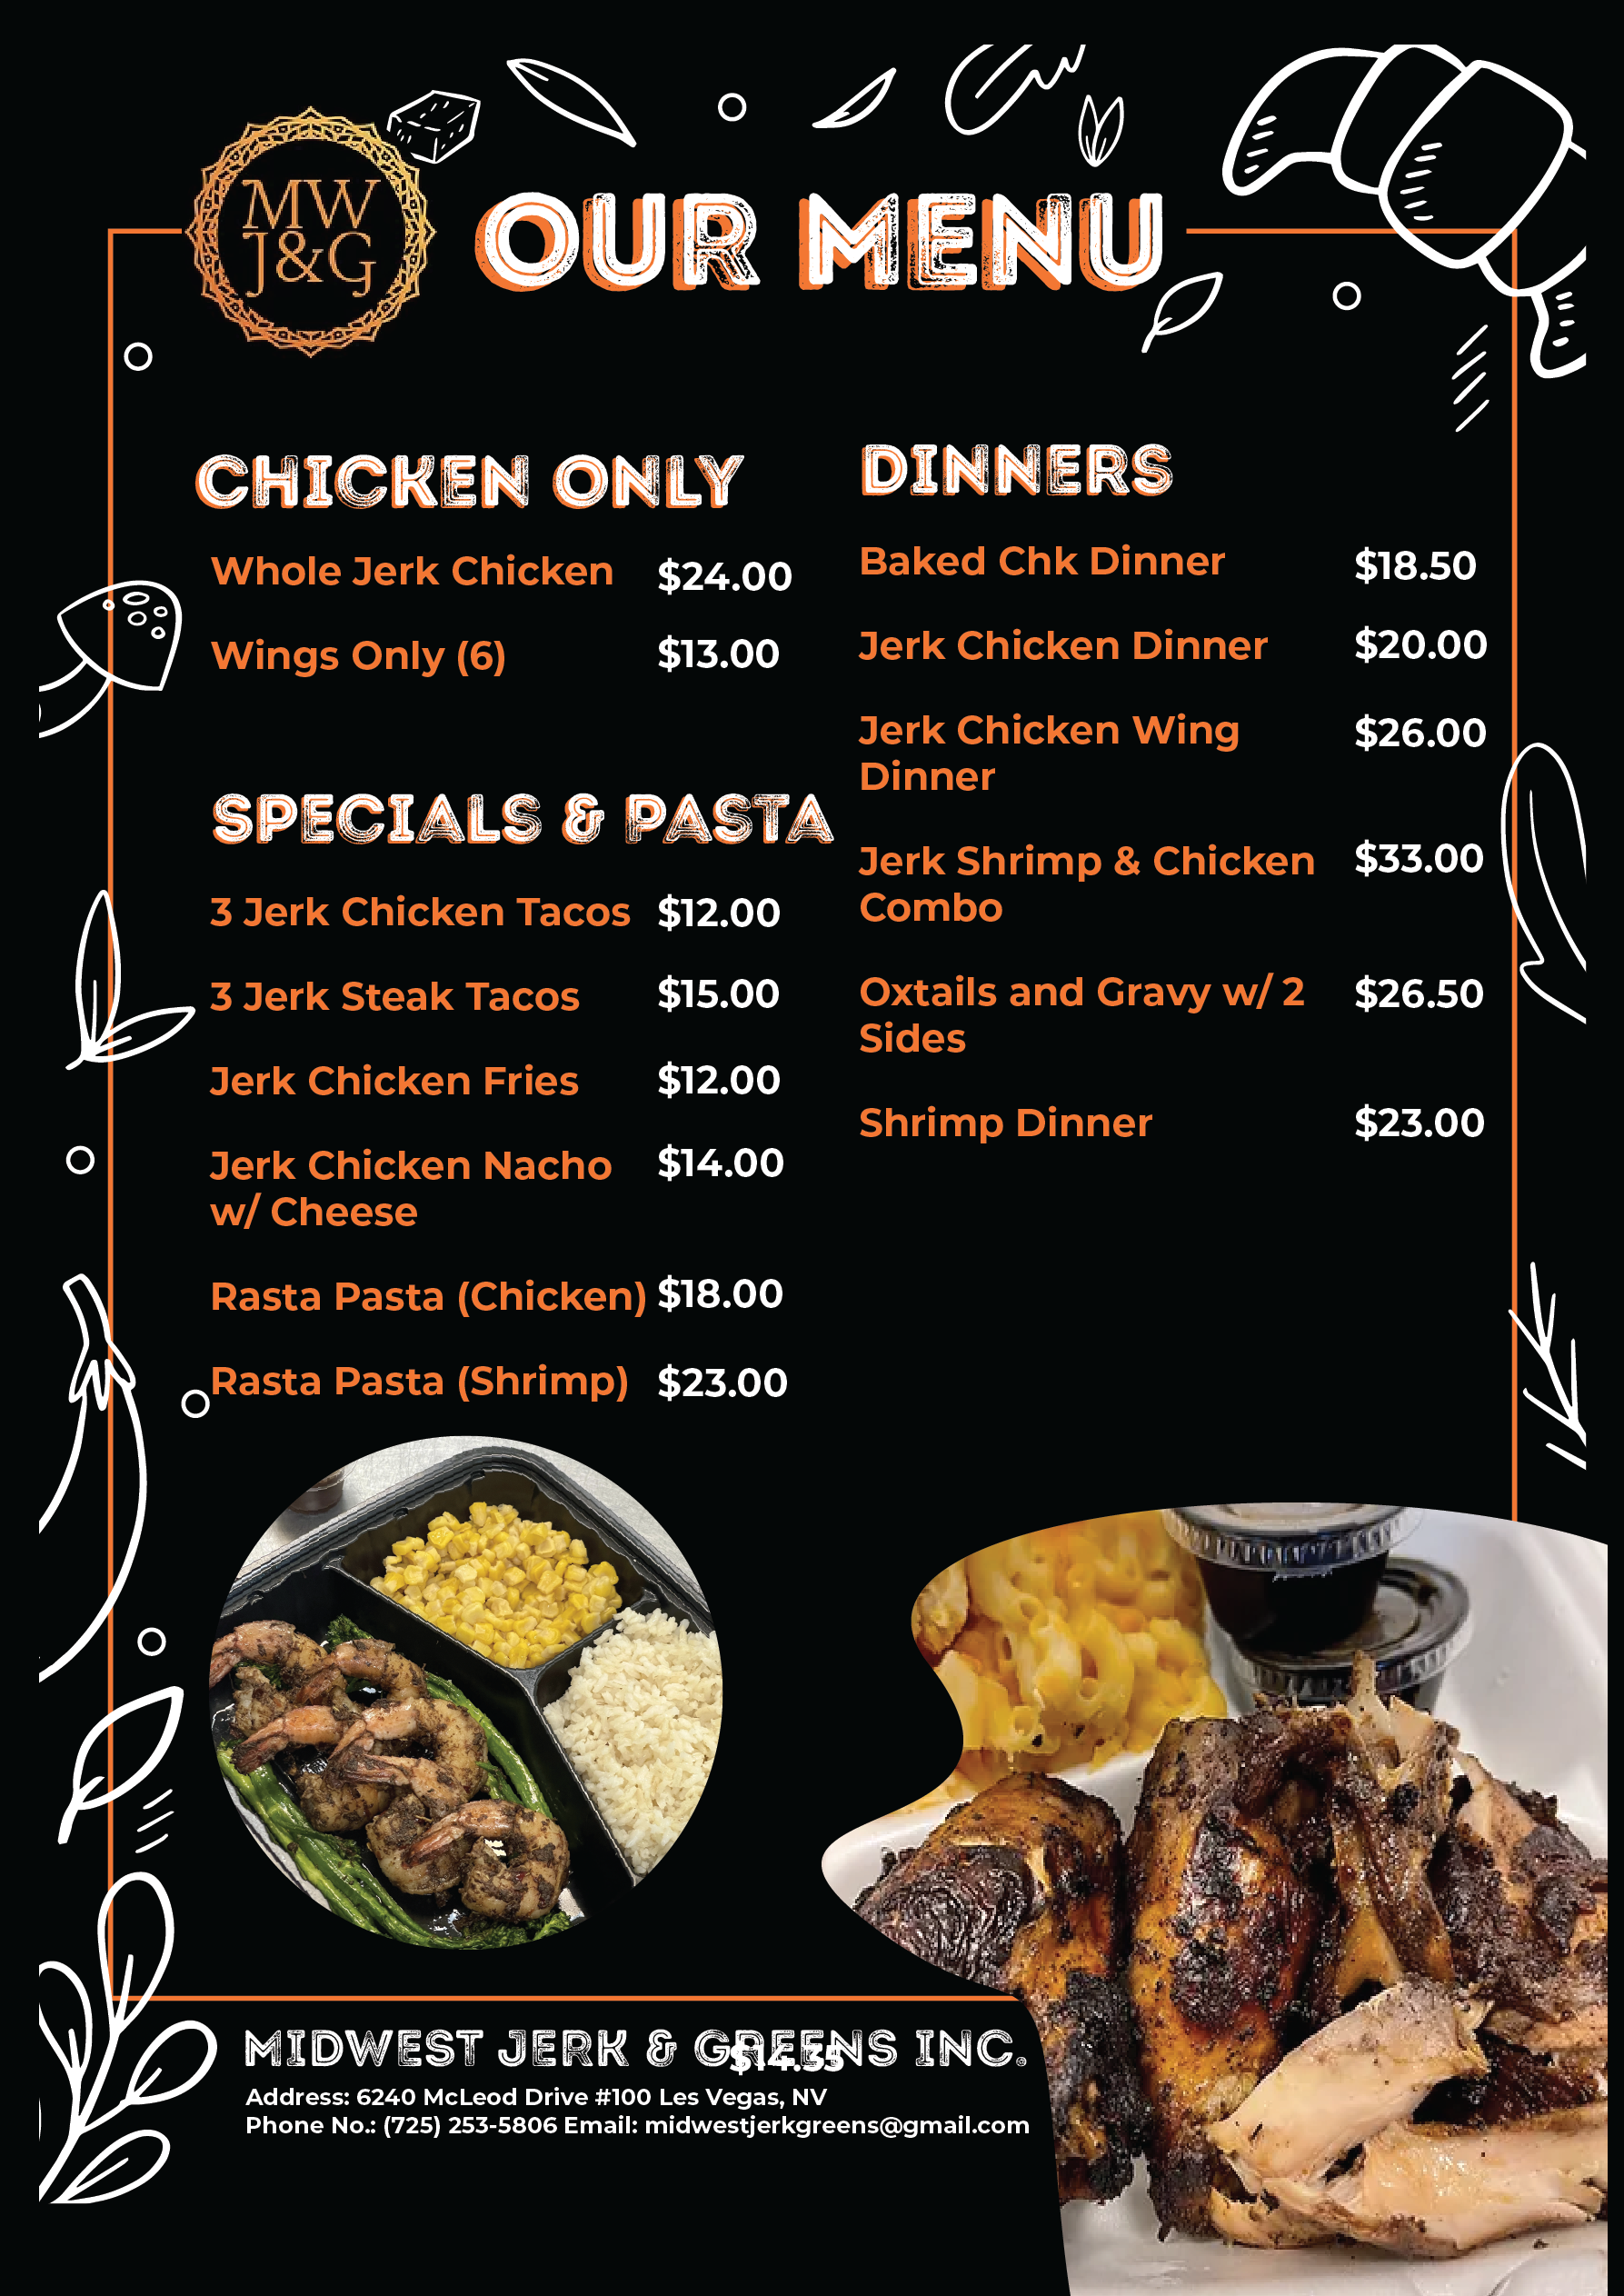 MW
J&G
OUR MENU
CHICKEN ONLY
Whole Jerk Chicken $24.00
Wings Only (6) $13.00
SPECIALS & PASTA
3 Jerk Chicken Tacos $12.00
3 Jerk Steak Tacos $15.00
Jerk Chicken Fries $12.00
Jerk Chicken Nacho $14.00
w/ Cheese
Rasta Pasta (Chicken) $18.00
Rasta Pasta (Shrimp) $23.00
DINNERS
Baked Chk Dinner $18.50
Jerk Chicken Dinner $20.00
Jerk Chicken Wing $26.00
Dinner
Jerk Shrimp & Chicken $33.00
Combo
Oxtails and Gravy w/ 2 $26.50
Sides
Shrimp Dinner $23.00
MIDWEST JERK & GREENS INC.
$14.35
Address: 6240 McLeod Drive #100 Les Vegas, NV
Phone No.: (725) 253-5806 Email: midwestjerkgreens@gmail.com